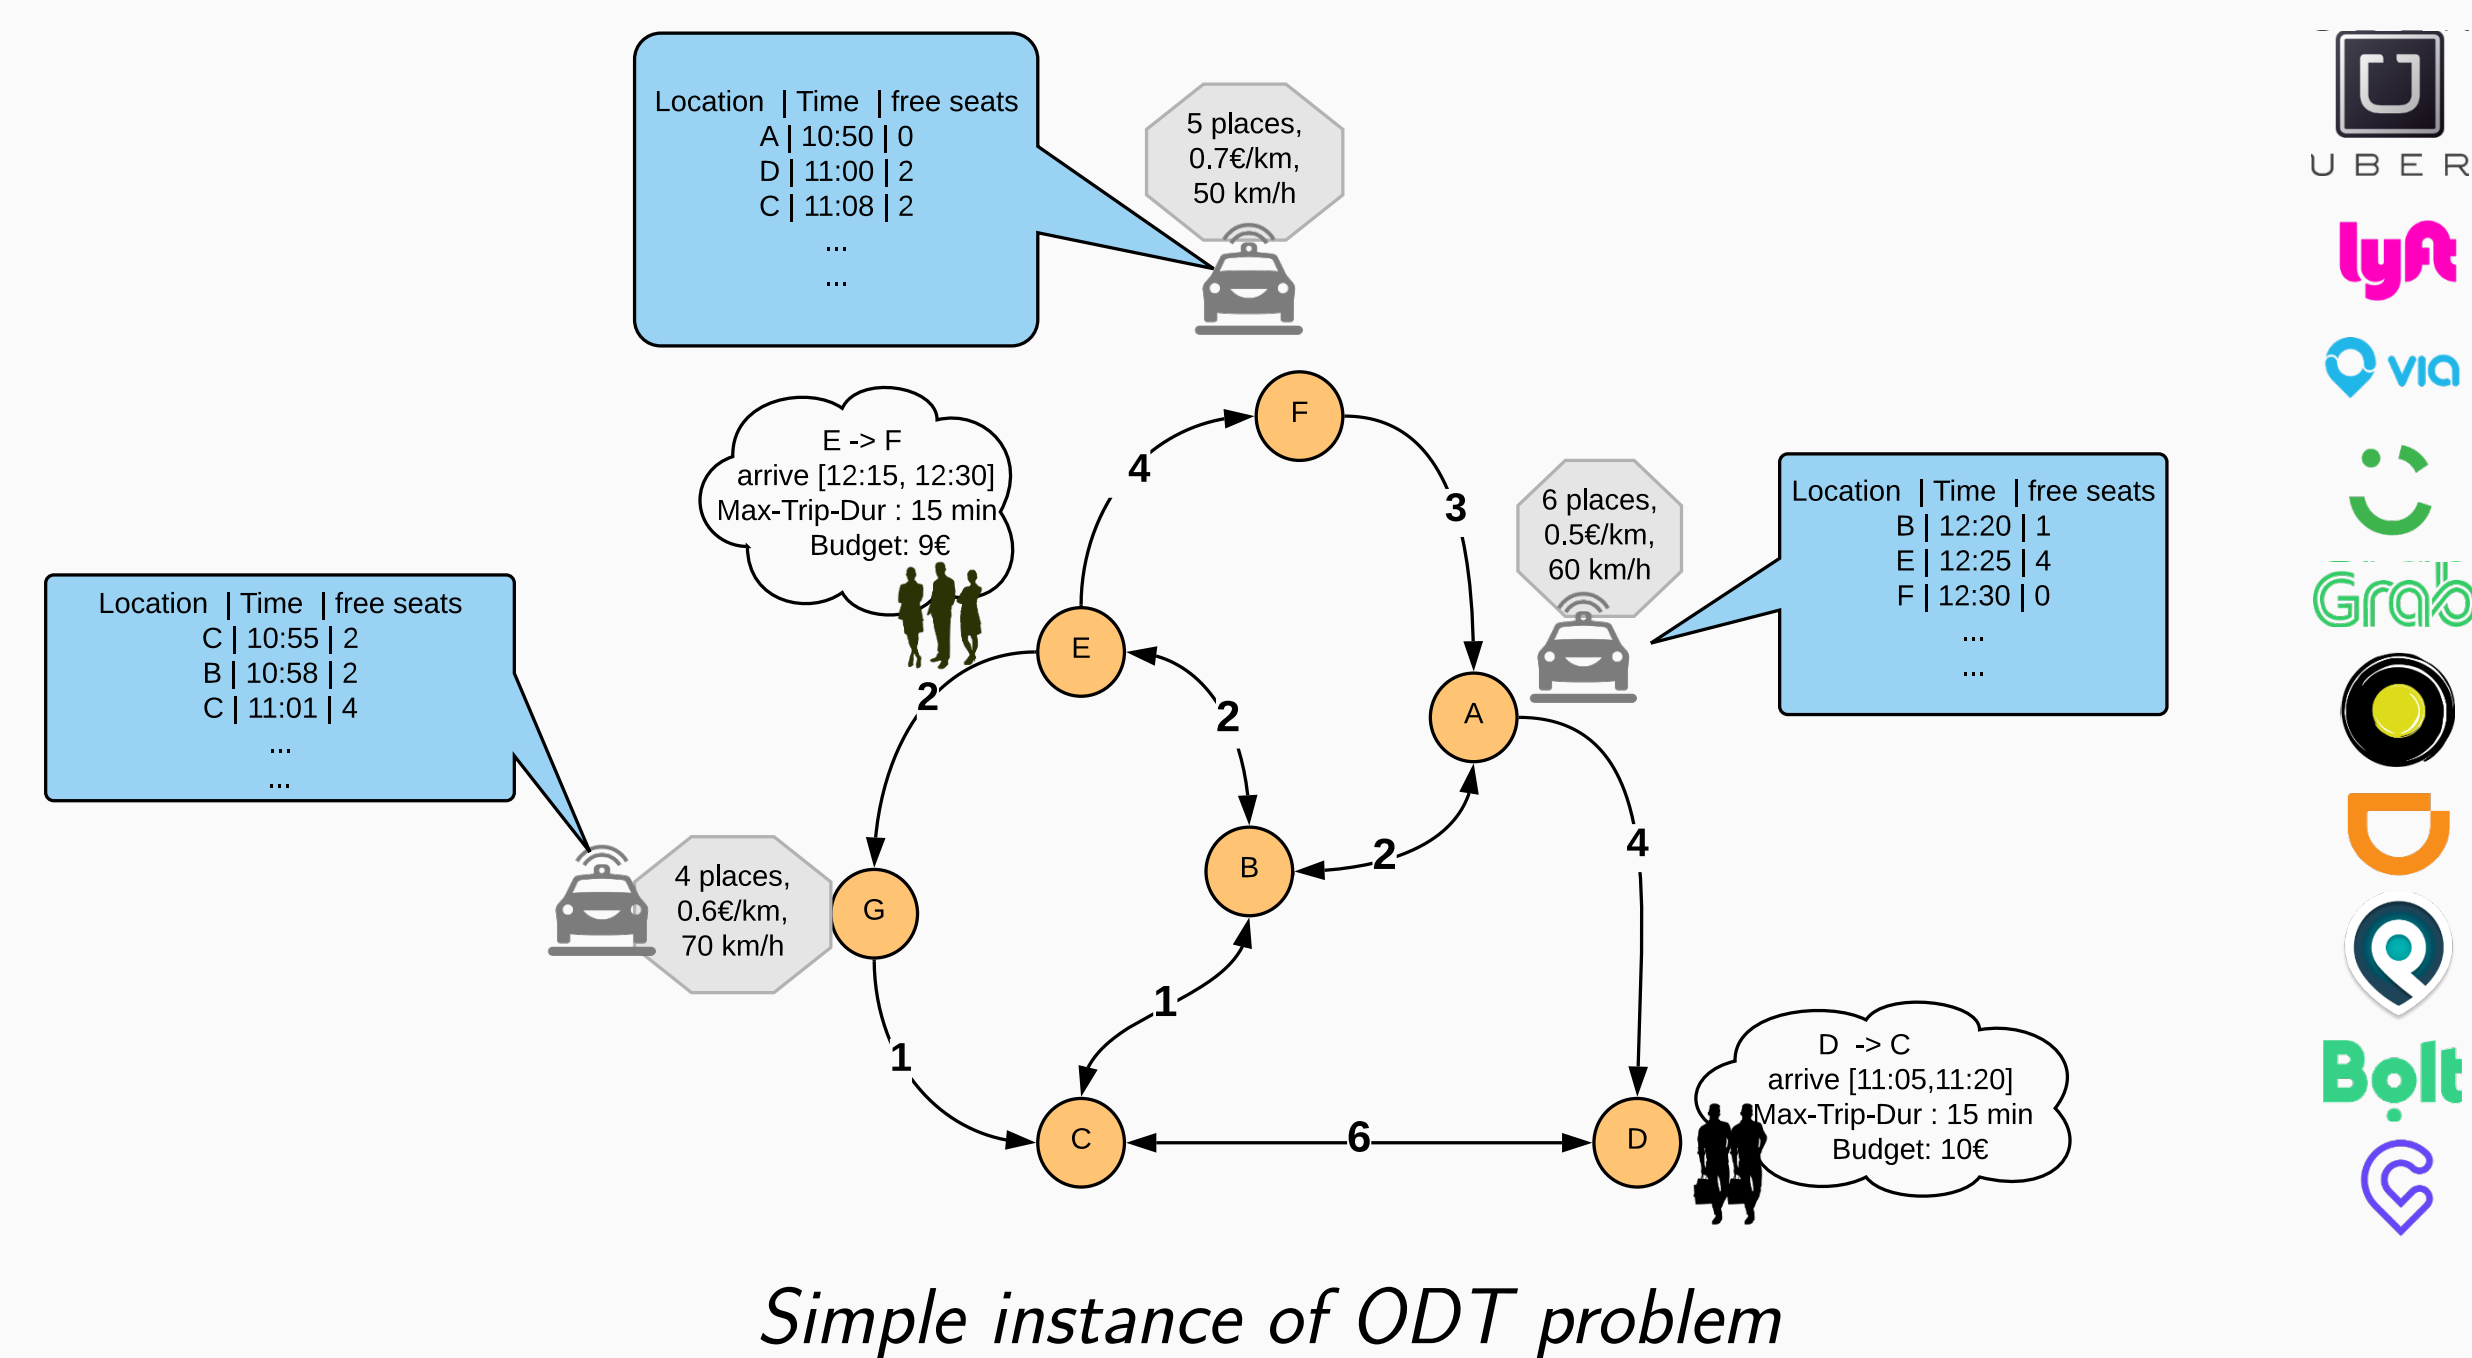 Location | Time | free seats
A | 10:50 | 0
D | 11:00 | 2
C | 11:08 | 2
...
...
5 places,
0.7€/km,
50 km/h
UBER
lyft
via
F
E -> F
arrive [12:15, 12:30]
Max-Trip-Dur : 15 min
Budget: 9€
4
3
6 places,
0.5€/km,
60 km/h
Location | Time | free seats
B | 12:20 | 1
E | 12:25 | 4
F | 12:30 | 0
...
...
Grab
Location | Time | free seats
C | 10:55 | 2
B | 10:58 | 2
C | 11:01 | 4
...
...
E
2
2
A
4 places,
0.6€/km,
70 km/h
G
B
2
4
1
1
Bolt
C
6
D
D -> C
arrive [11:05,11:20]
Max-Trip-Dur : 15 min
Budget: 10€
Simple instance of ODT problem